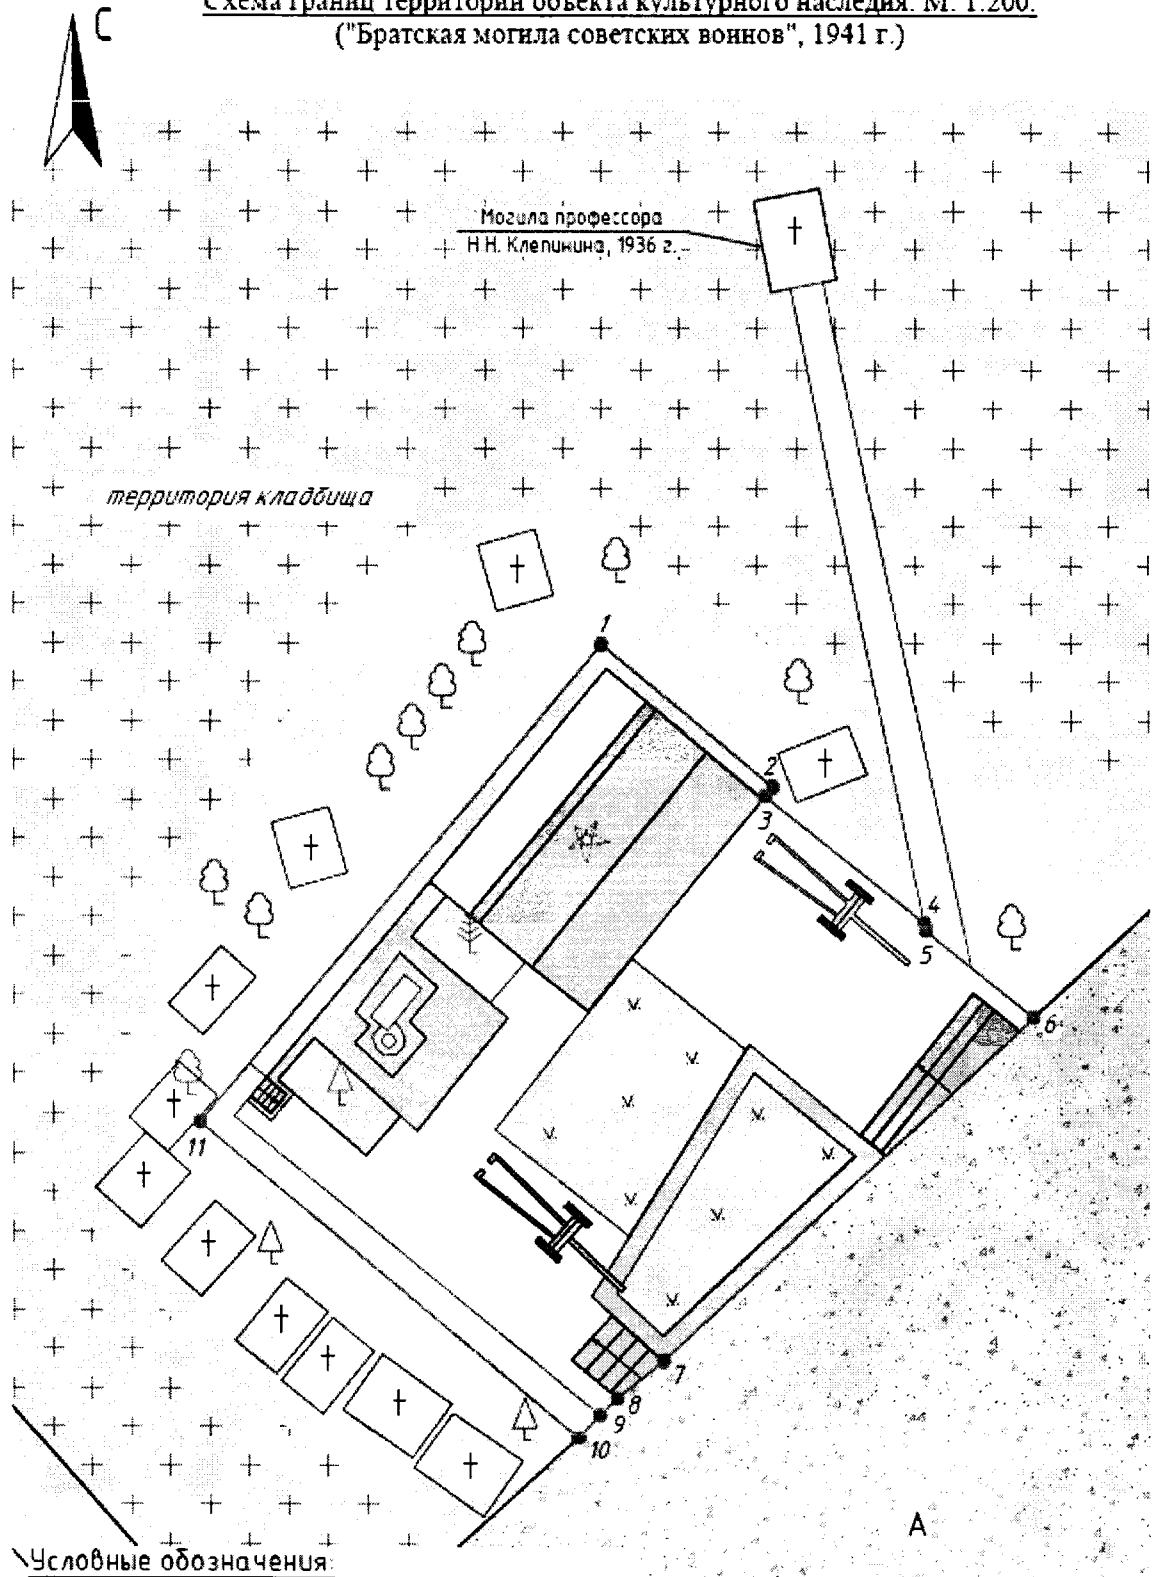 Схема границ территории объекта культурного наследия. М: 1:200.
("Братская могила советских воинов", 1941 г.)
С
Могила профессора
Н.Н. Клепинина, 1936 г.
территория кладбища
1
2
3
4
5
6
11
7
8
9
10
А
Условные обозначения: